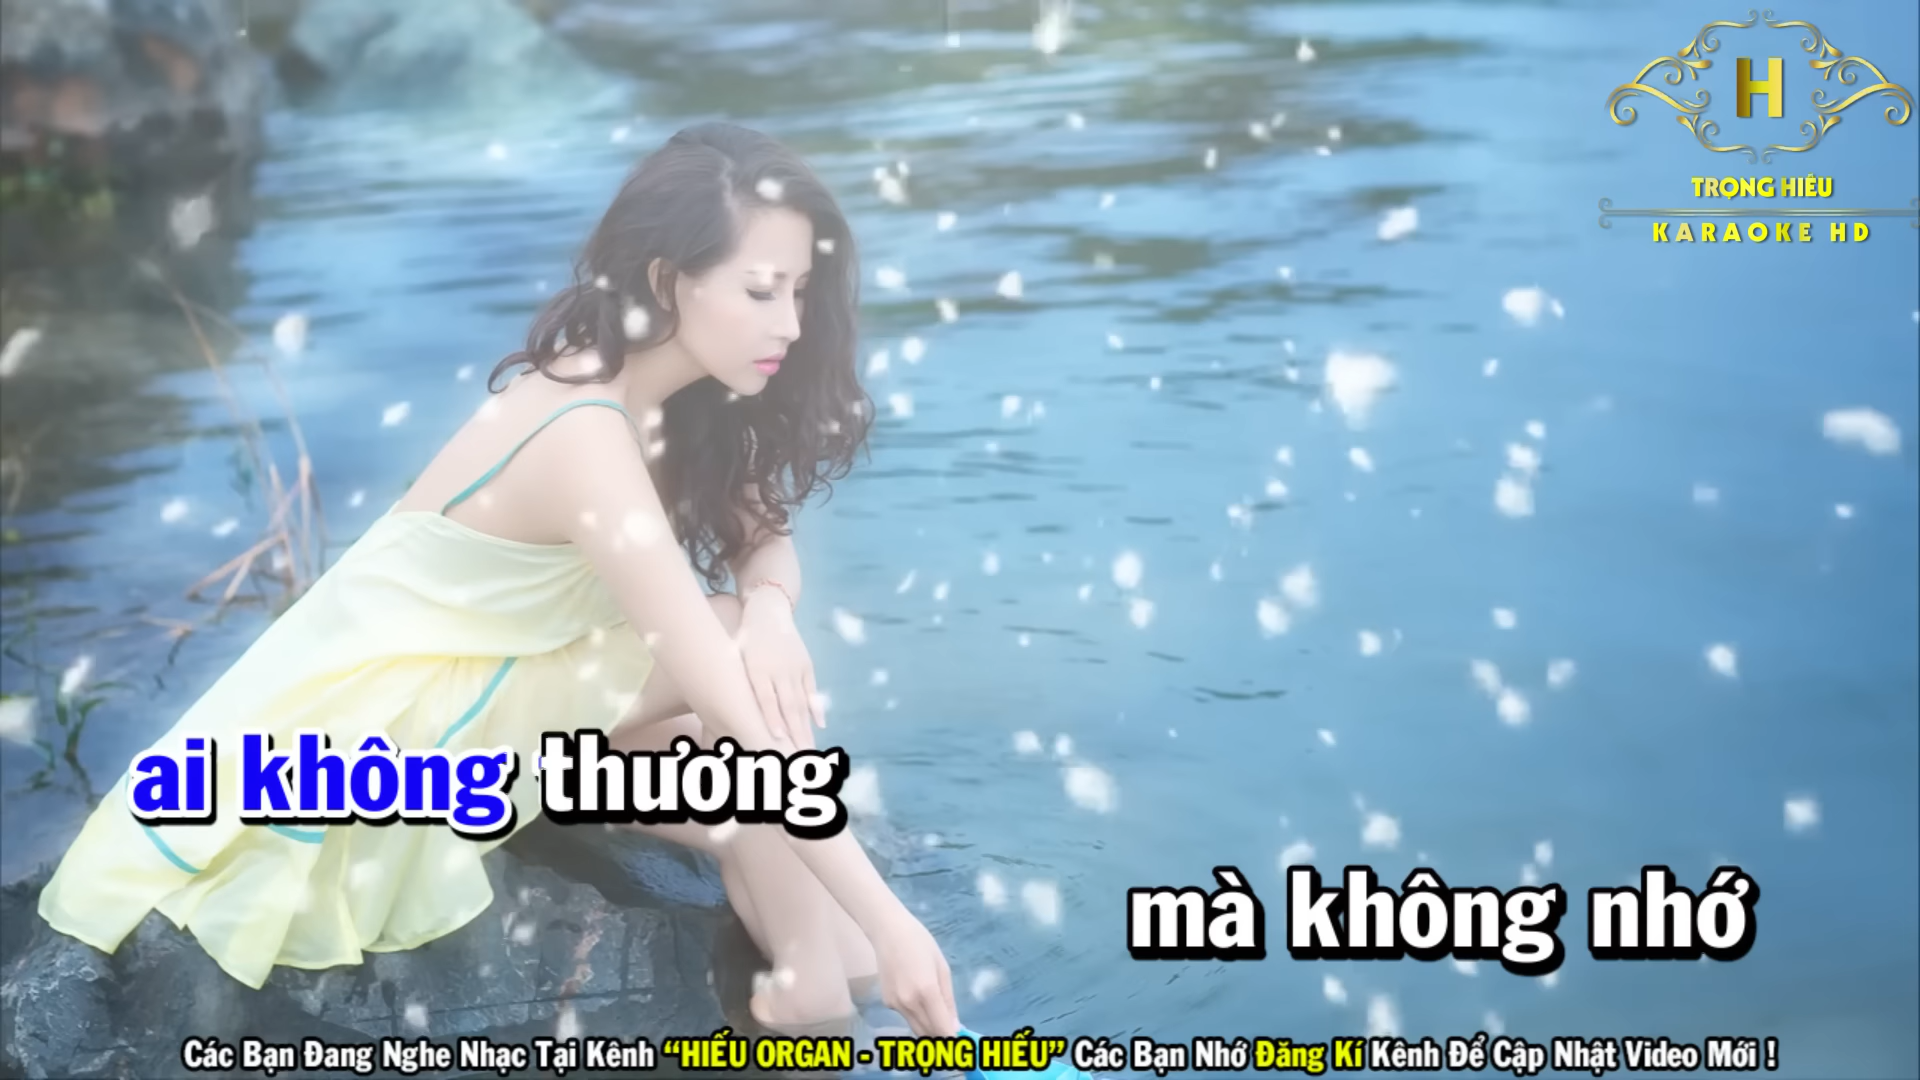 H
TRỌNG HIẾU
KARAOKE HD
ai không thương
mà không nhớ
Các Bạn Đang Nghe Nhạc Tại Kênh “HIẾU ORGAN - TRỌNG HIẾU” Các Bạn Nhớ Đăng Kí Kênh Để Cập Nhật Video Mới !